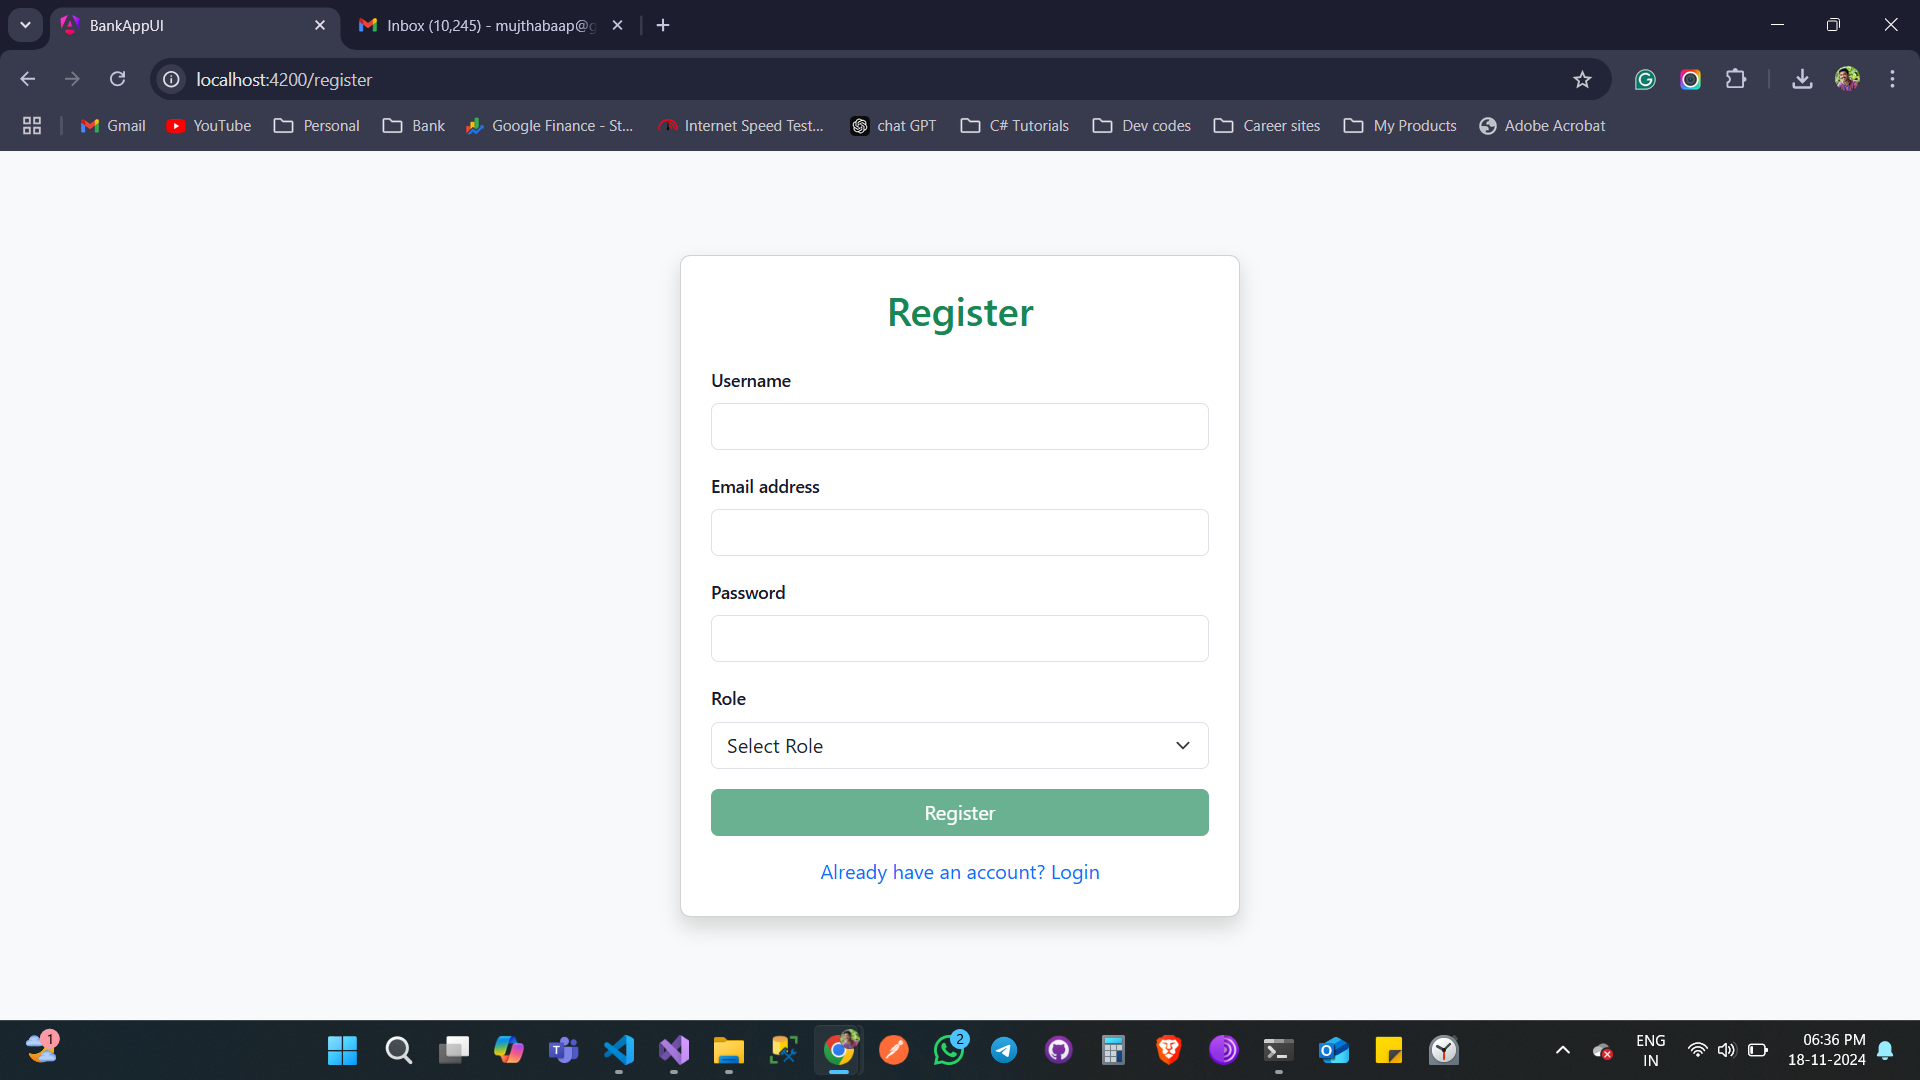 BankAppUI
Inbox (10,245) - mujthabaap@g
localhost:4200/register
Gmail
YouTube
Personal
Bank
Google Finance - St...
Internet Speed Test...
chat GPT
C# Tutorials
Dev codes
Career sites
My Products
Adobe Acrobat
Register
Username
Email address
Password
Role
Select Role
Register
Already have an account? Login
1
2
ENG
IN
06:36 PM
18-11-2024